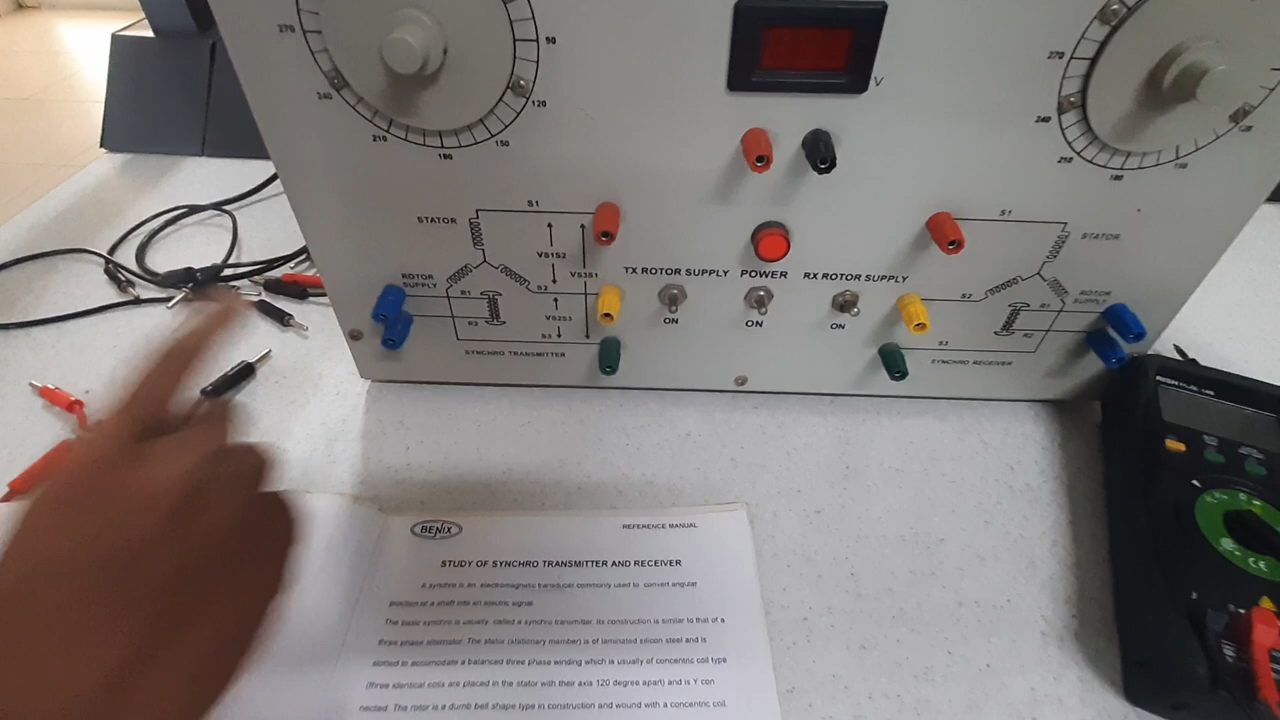 270
90
240
120
210
150
180
270
240
120
210
150
180
V
S1
STATOR
VS1S2
VS3S1
ROTOR
SUPPLY
R1
S2
R2
VS2S3
S3
SYNCHRO TRANSMITTER
TX ROTOR SUPPLY
POWER
RX ROTOR SUPPLY
ON
ON
ON
S1
STATOR
S2
R1
ROTOR
SUPPLY
R2
S3
SYNCHRO RECEIVER
RISH
CE
BENIX
REFERENCE MANUAL
STUDY OF SYNCHRO TRANSMITTER AND RECEIVER
A synchro is an electromagnetic transducer commonly used to convert angular
position of a shaft into an electric signal.
The basic synchro is usually called a synchro transmitter. Its construction is similar to that of a
three phase alternator. The stator (stationary member) is of laminated silicon steel and is
slotted to accomodate a balanced three phase winding which is usually of concentric coil type
(three identical coils are placed in the stator with their axis 120 degree apart) and is Y con
nected. The rotor is a dumb bell shape type in construction and wound with a concentric coil.